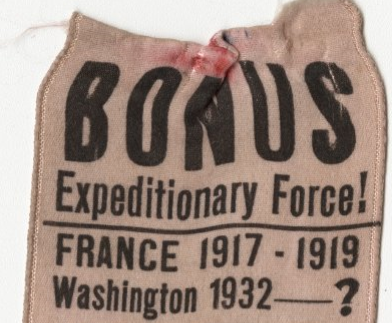 BONUS
Expeditionary Force!
FRANCE 1917 - 1919
Washington 1932—?